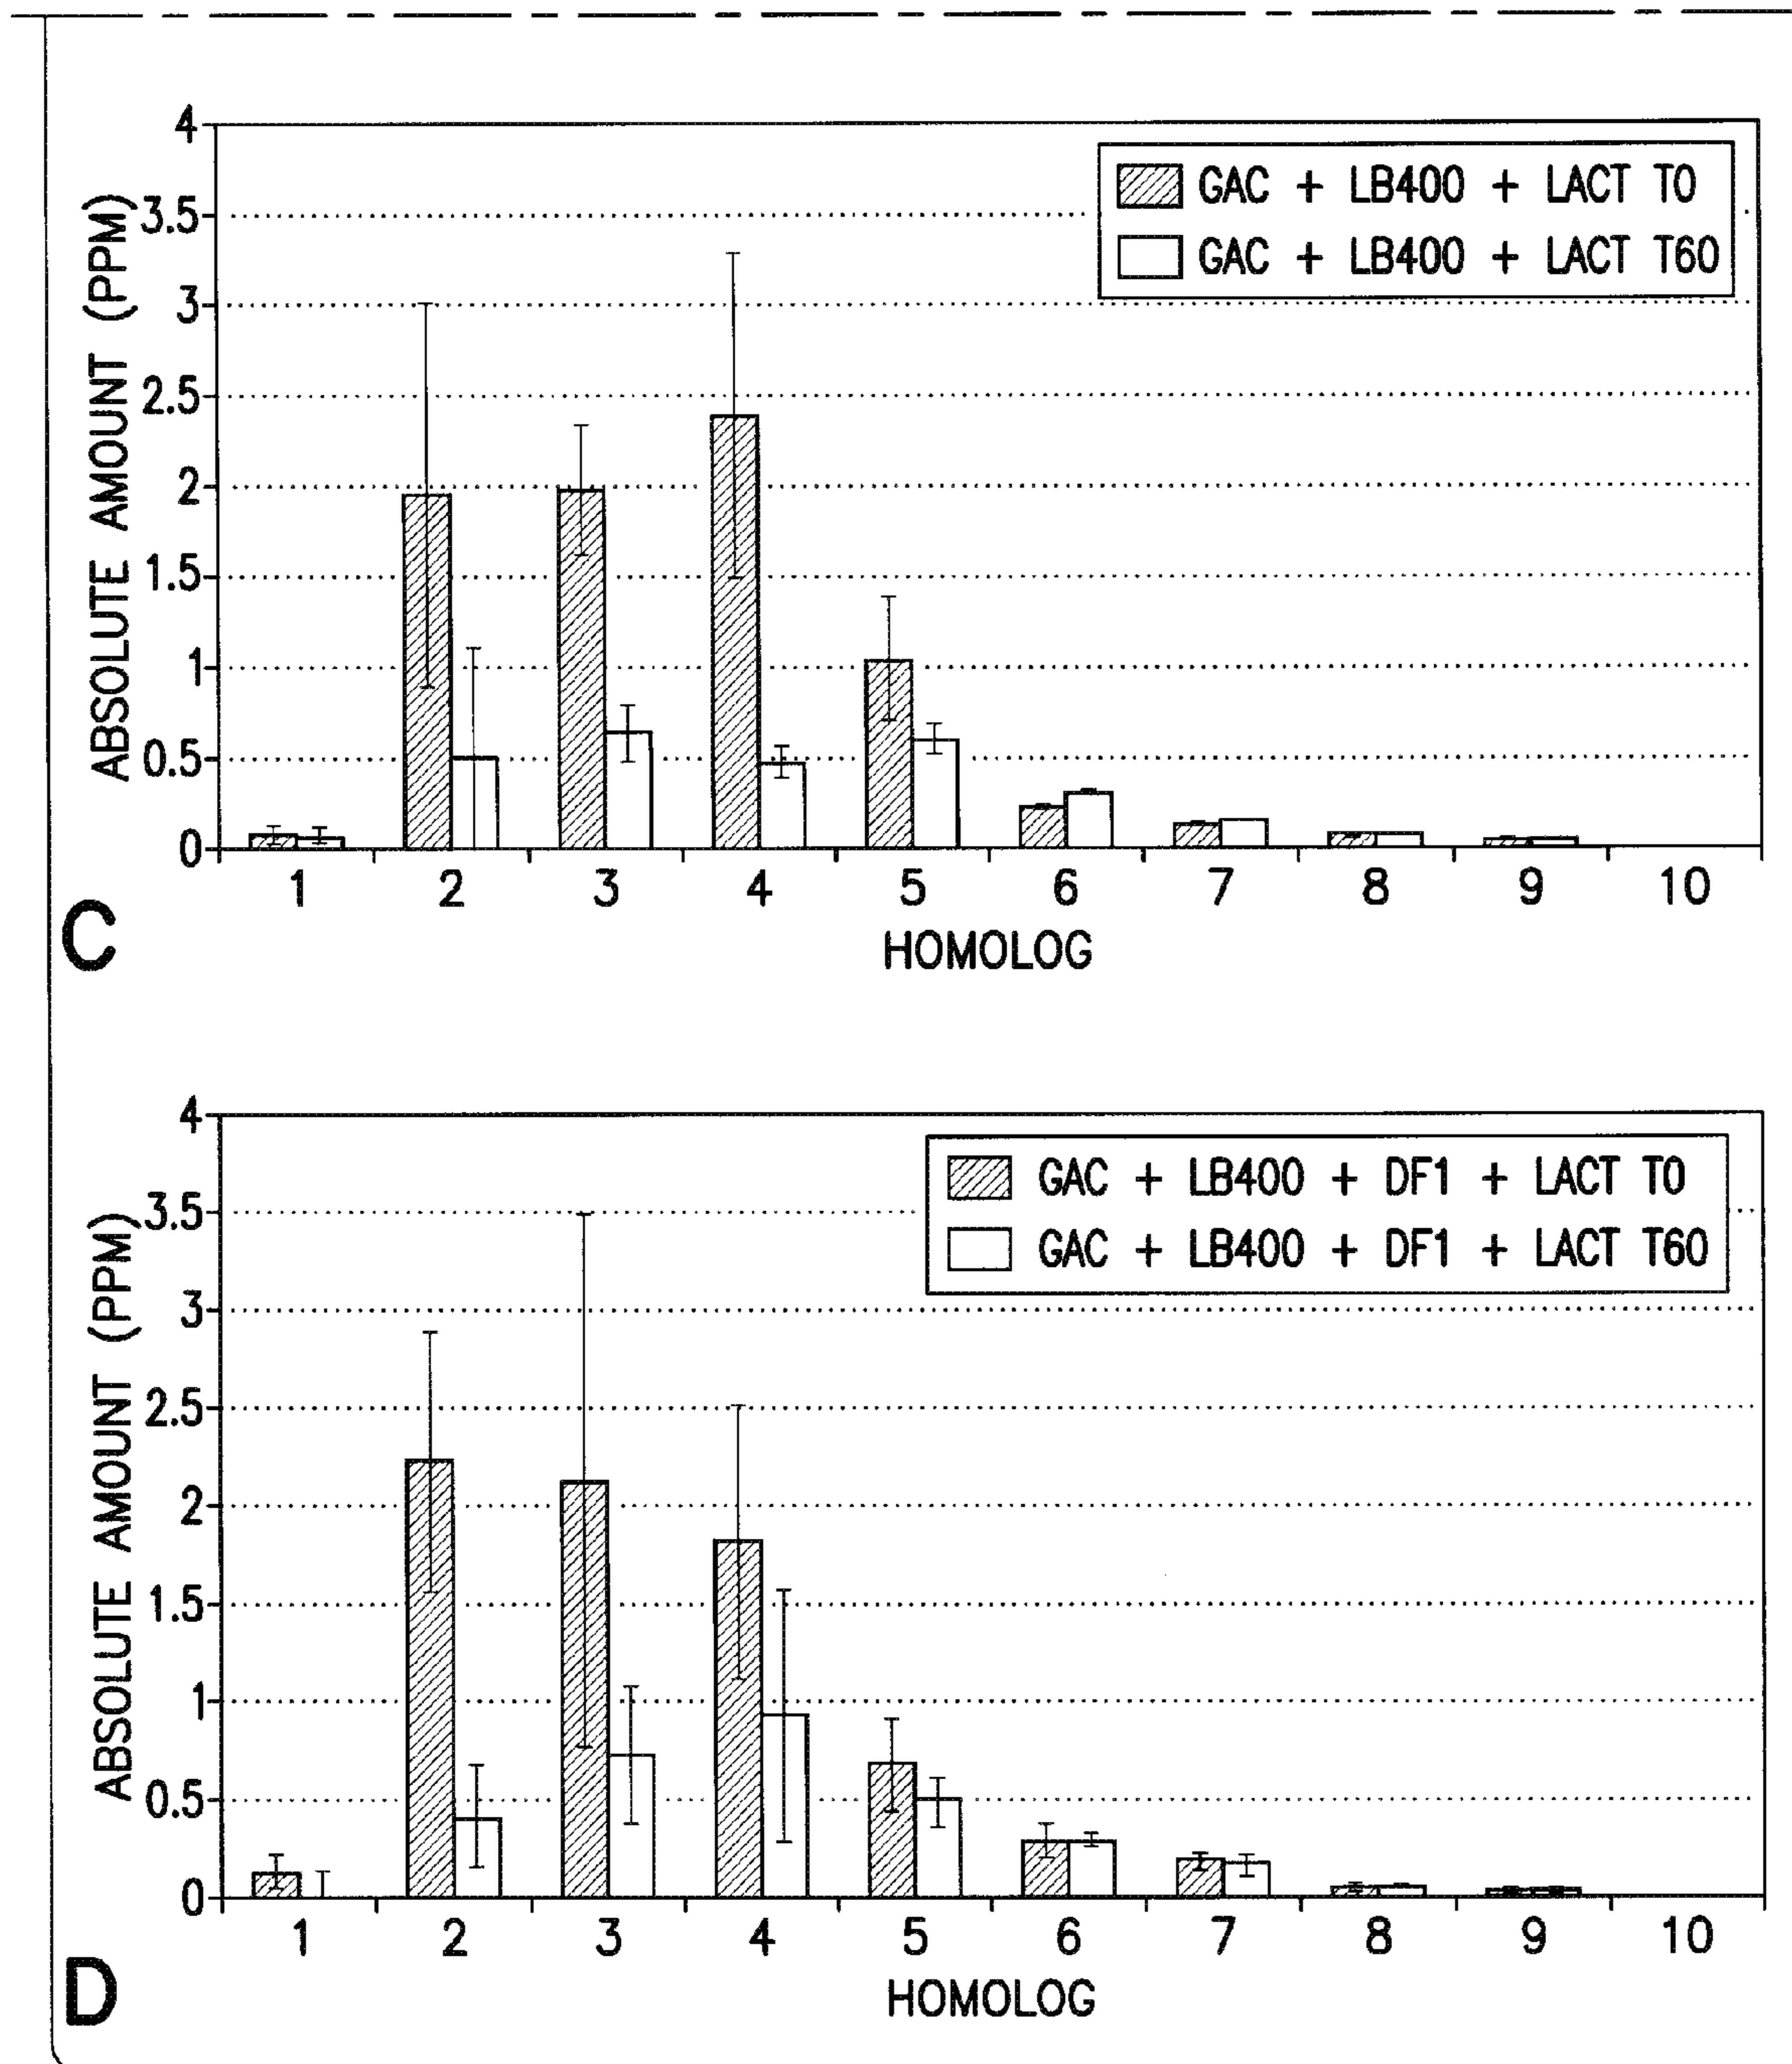 4
3.5
3
2.5
2
1.5
1
0.5
0
ABSOLUTE AMOUNT (PPM)
GAC + LB400 + LACT T0
GAC + LB400 + LACT T60
1 2 3 4 5 6 7 8 9 10
HOMOLOG
C
4
3.5
3
2.5
2
1.5
1
0.5
0
ABSOLUTE AMOUNT (PPM)
GAC + LB400 + DF1 + LACT T0
GAC + LB400 + DF1 + LACT T60
1 2 3 4 5 6 7 8 9 10
HOMOLOG
D